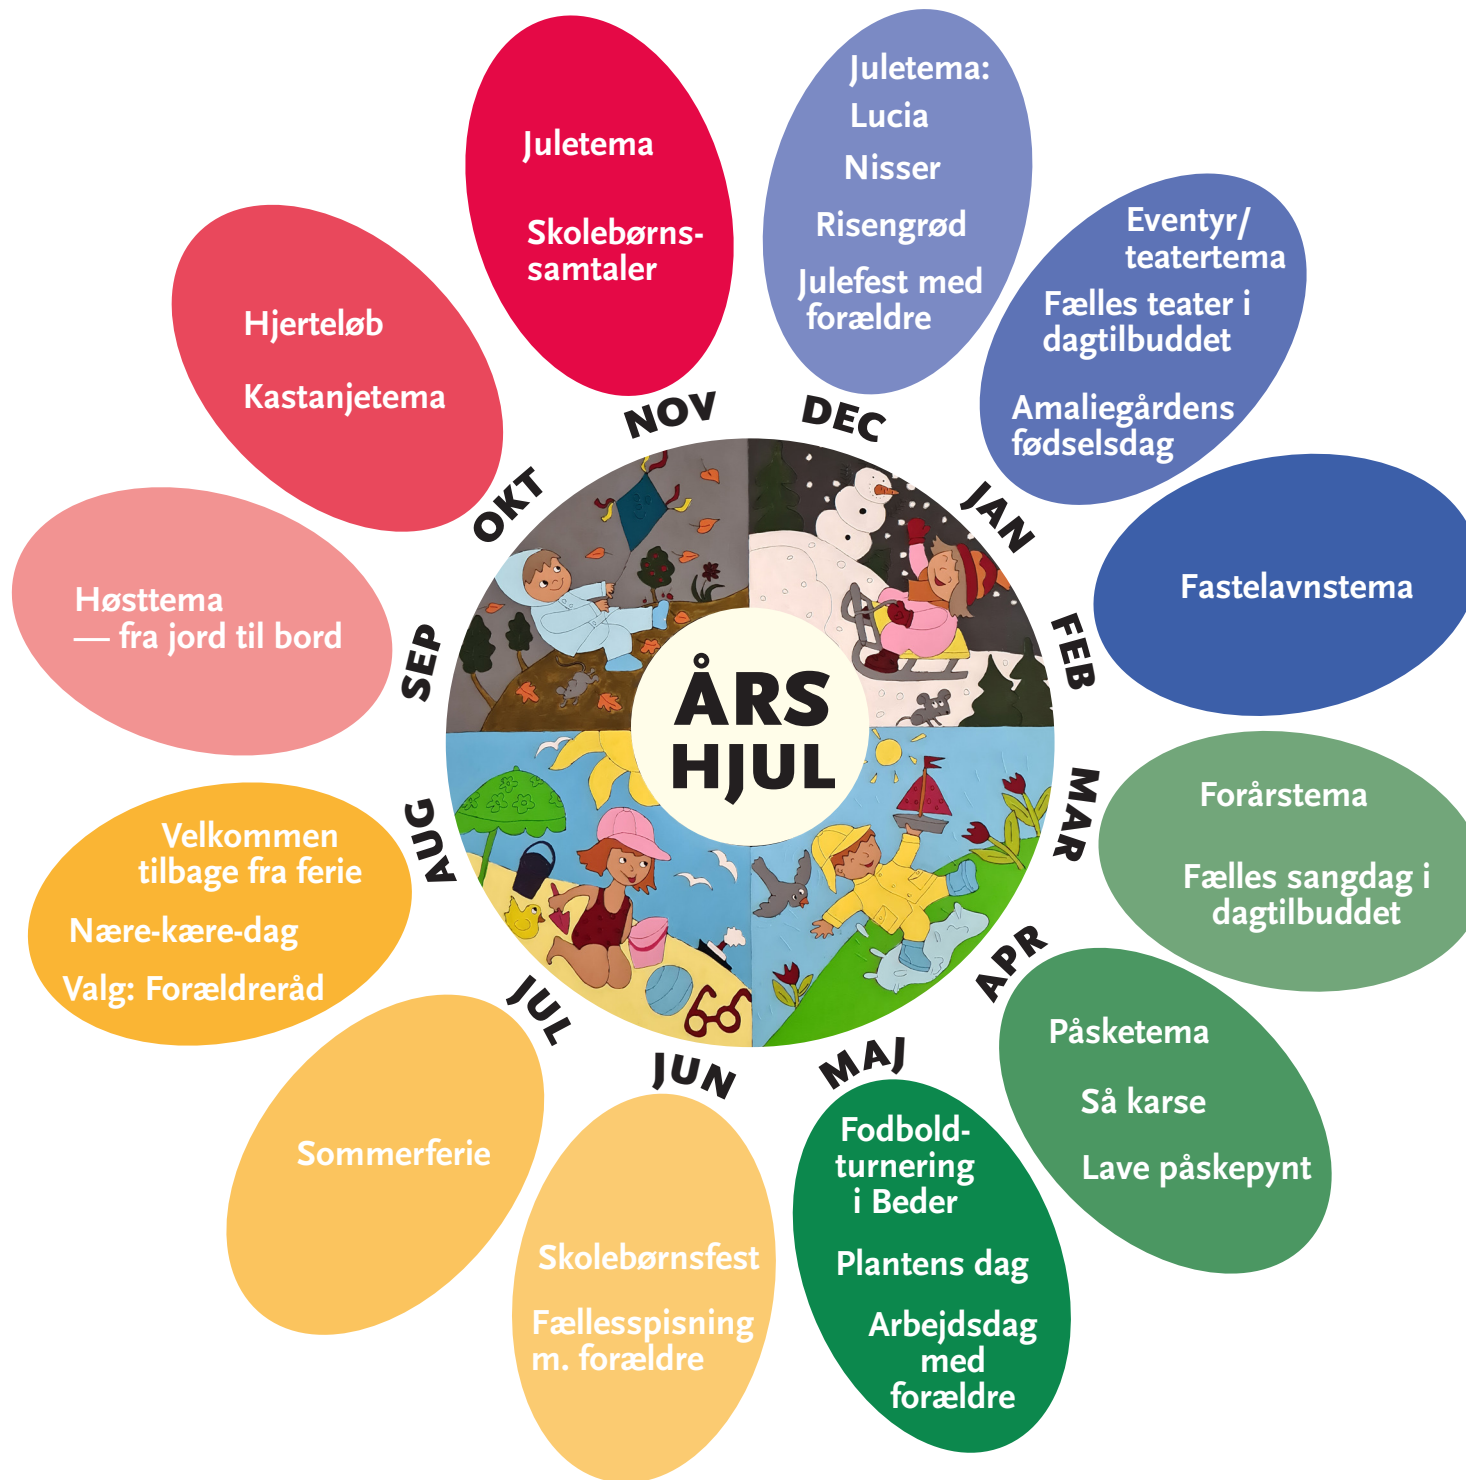 ÅRS
HJUL
JAN
Eventyr/
teatertema
Fælles teater i
dagtilbuddet
Amaliegårdens
fødselsdag
FEB
Fastelavnstema
MAR
Forårstema
Fælles sangdag i
dagtilbuddet
APR
Påsketema
Så karse
Lave påskepynt
MAJ
Fodbold-
turnering
i Beder
Plantens dag
Arbejdsdag
med
forældre
JUN
Skolebørnsfest
Fællesspisning
m. forældre
JUL
Sommerferie
AUG
Velkommen
tilbage fra ferie
Nære-kære-dag
Valg: Forældreråd
SEP
Høsttema
— fra jord til bord
OKT
Hjerteløb
Kastanjetema
NOV
Juletema
Skolebørns-
samtaler
DEC
Juletema:
Lucia
Nisser
Risengrød
Julefest med
forældre